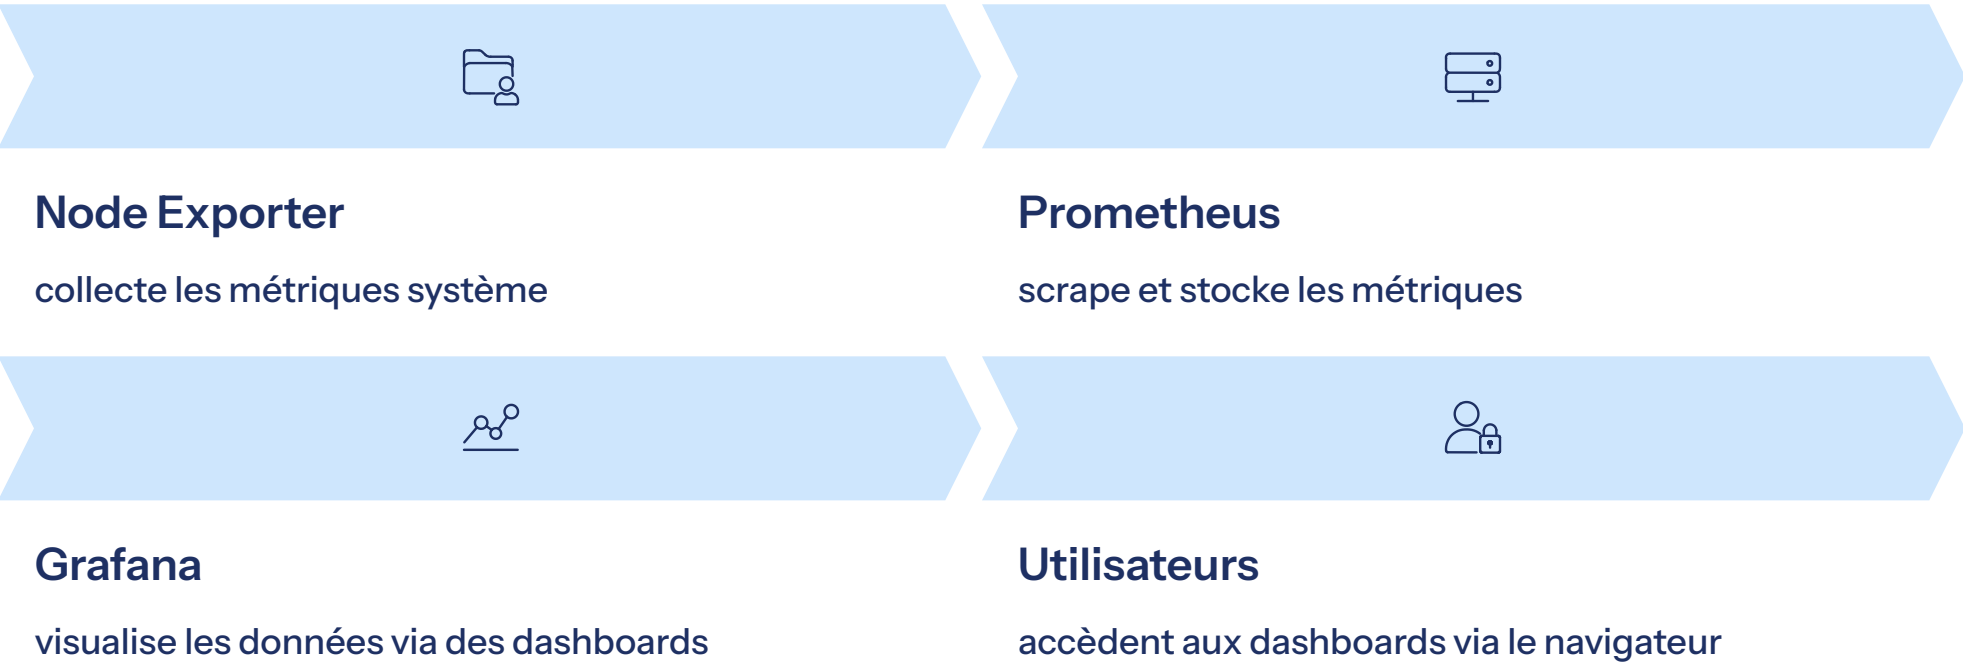 Node Exporter
collecte les métriques système
Prometheus
scrape et stocke les métriques
Grafana
visualise les données via des dashboards
Utilisateurs
accèdent aux dashboards via le navigateur